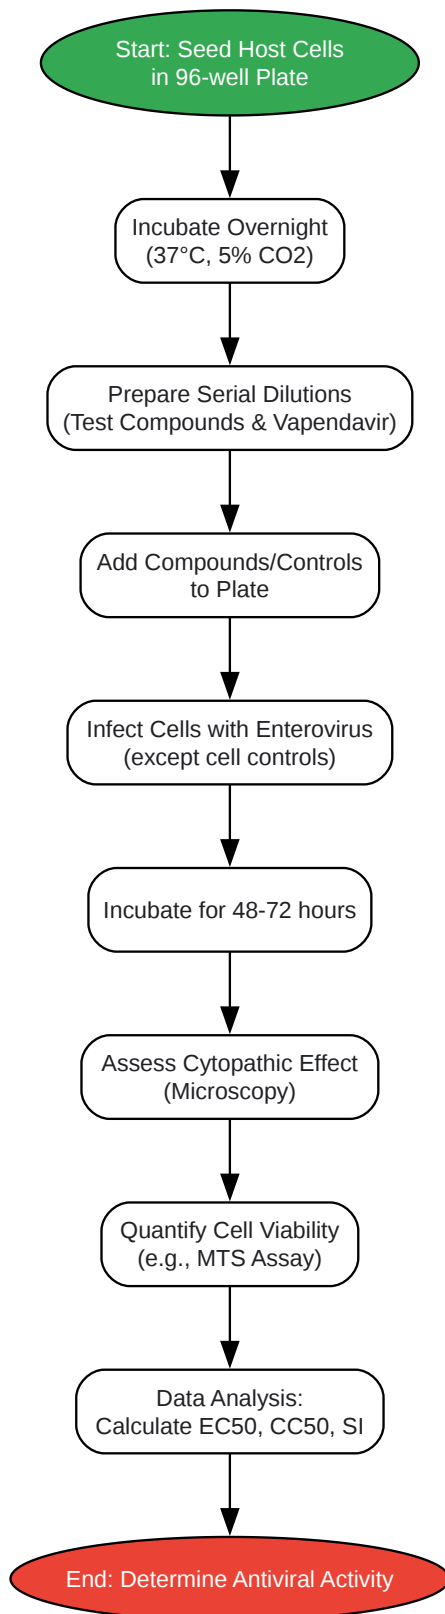 Start: Seed Host Cells
in 96-well Plate
Incubate Overnight
(37°C, 5% CO2)
Prepare Serial Dilutions
(Test Compounds & Vapendavir)
Add Compounds/Controls
to Plate
Infect Cells with Enterovirus
(except cell controls)
Incubate for 48-72 hours
Assess Cytopathic Effect
(Microscopy)
Quantify Cell Viability
(e.g., MTS Assay)
Data Analysis:
Calculate EC50, CC50, SI
End: Determine Antiviral Activity